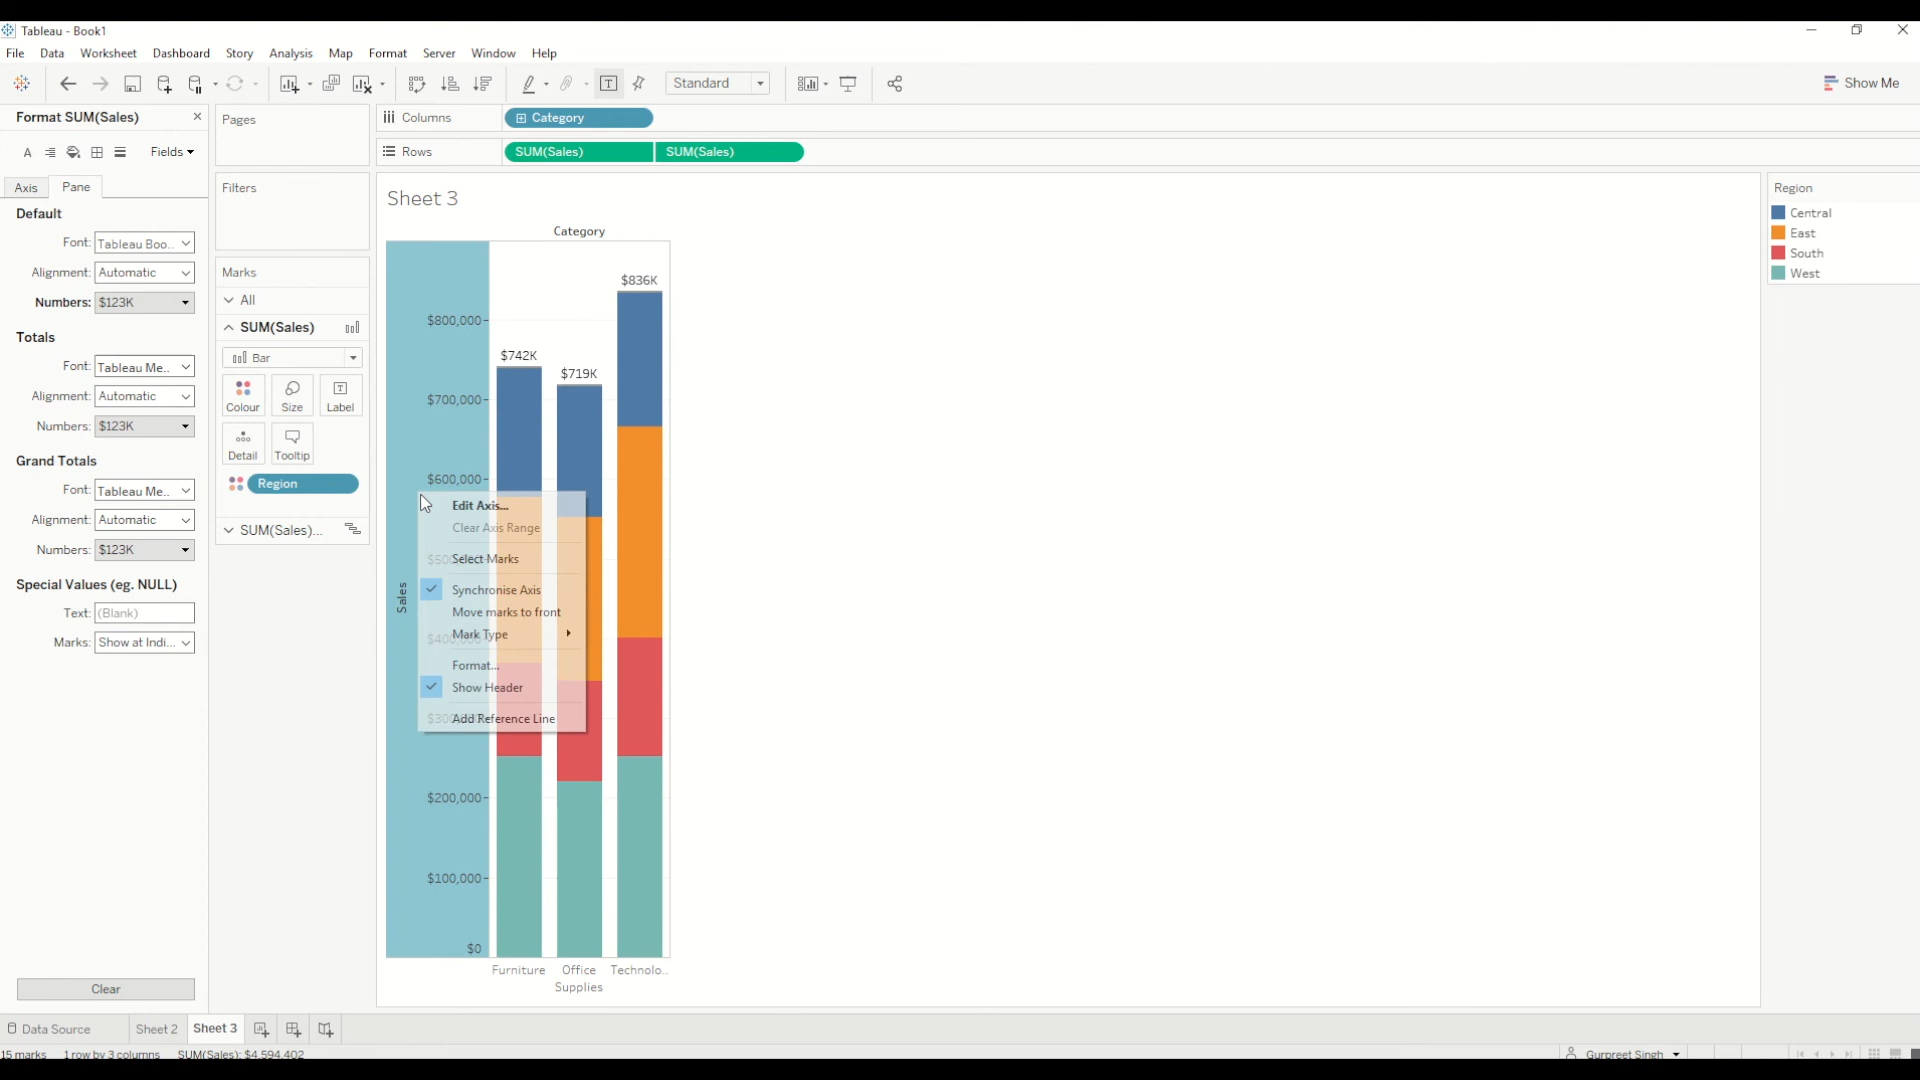 Tableau - Book1
File Data Worksheet Dashboard Story Analysis Map Format Server Window Help
Standard
Show Me
Format SUM(Sales)
Fields
Axis Pane
Default
Font: Tableau Boo..
Alignment: Automatic
Numbers: $123K
Totals
Font: Tableau Me..
Alignment: Automatic
Numbers: $123K
Grand Totals
Font: Tableau Me..
Alignment: Automatic
Numbers: $123K
Special Values (eg. NULL)
Text: (Blank)
Marks: Show at Indi...
Clear
Pages
Filters
Marks
All
SUM(Sales)
Bar
Colour Size Label
Detail Tooltip
Region
SUM(Sales)...
Columns Category
Rows SUM(Sales) SUM(Sales)
Sheet 3
Category
$836K
$742K
$719K
$800,000
$700,000
$600,000
$200,000
$100,000
$0
Sales
Edit Axis...
Clear Axis Range
Select Marks
Synchronise Axis
Move marks to front
Mark Type
Format...
Show Header
Add Reference Line
Furniture Office Supplies Technolo..
Region
Central
East
South
West
Data Source Sheet 2 Sheet 3
15 marks 1 row by 3 columns SUM(Sales): $4,594,402
Gurpreet Singh